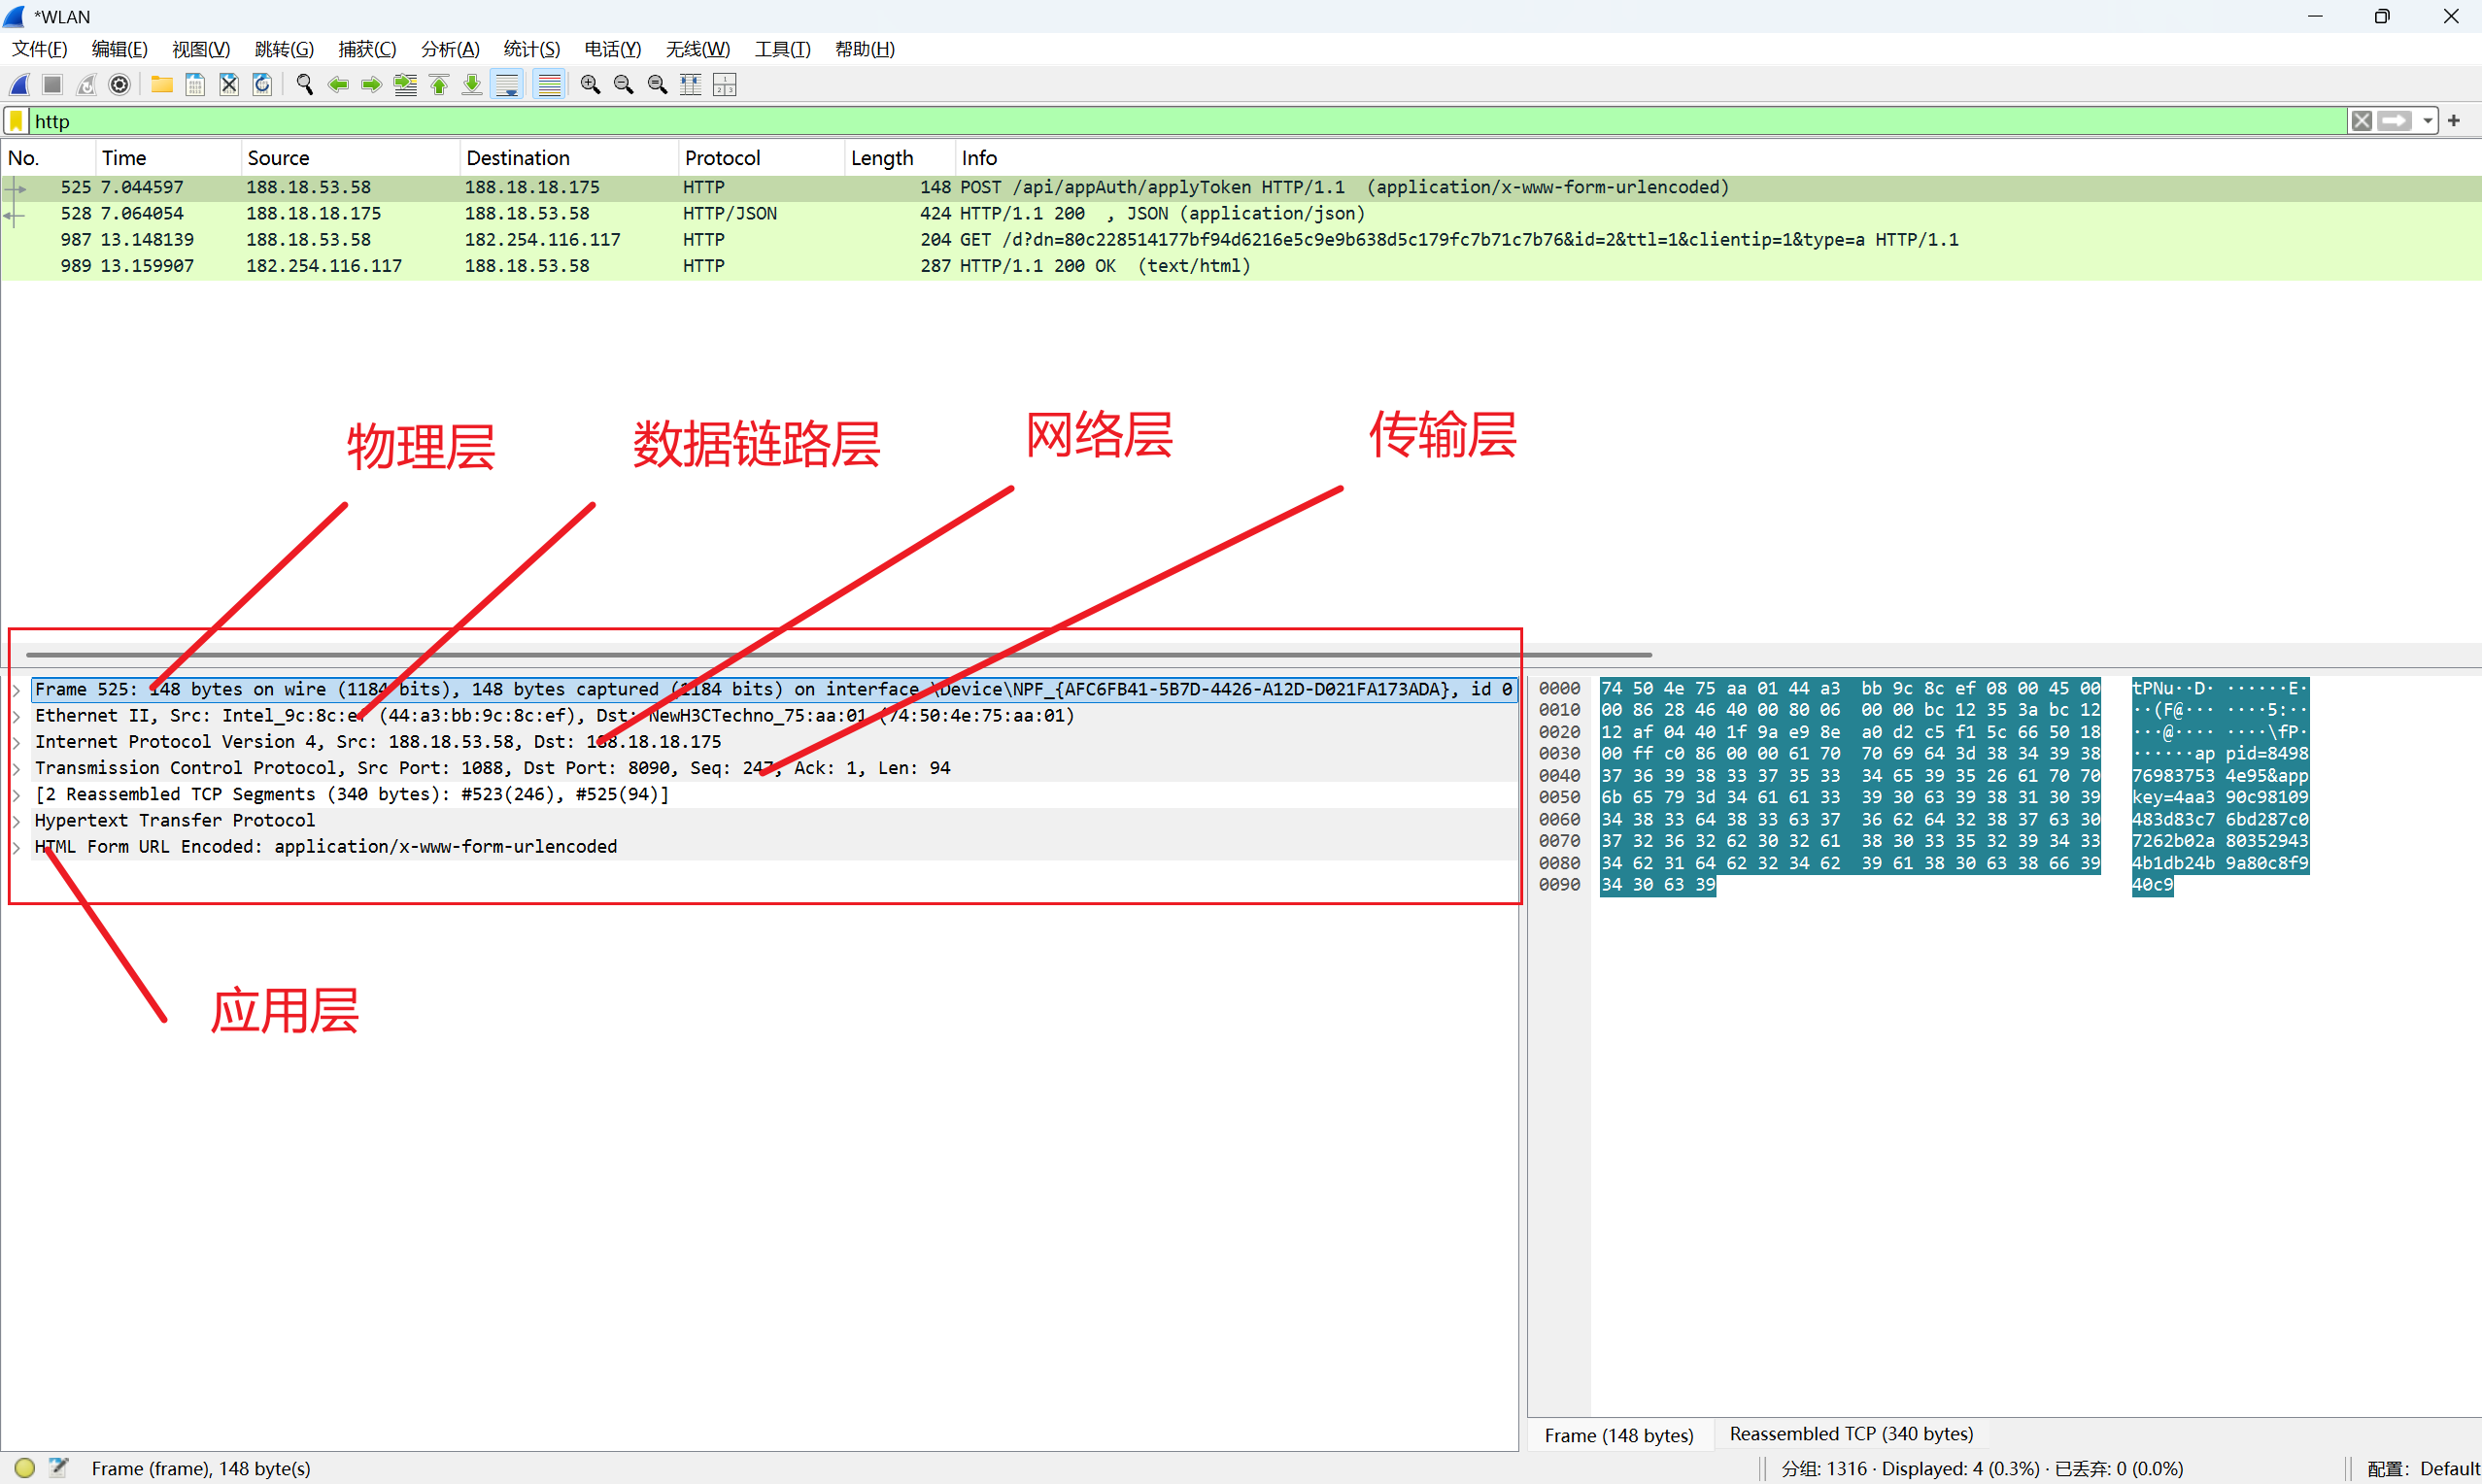 *WLAN
文件(F) 编辑(E) 视图(V) 跳转(G) 捕获(C) 分析(A) 统计(S) 电话(Y) 无线(W) 工具(T) 帮助(H)
http
No. Time Source Destination Protocol Length Info
525 7.044597 188.18.53.58 188.18.18.175 HTTP 148 POST /api/appAuth/applyToken HTTP/1.1 (application/x-www-form-urlencoded)
528 7.064054 188.18.18.175 188.18.53.58 HTTP/JSON 424 HTTP/1.1 200 , JSON (application/json)
987 13.148139 188.18.53.58 182.254.116.117 HTTP 204 GET /d?dn=80c228514177bf94d6216e5c9e9b638d5c179fc7b71c7b76&id=2&ttl=1&clientip=1&type=a HTTP/1.1
989 13.159907 182.254.116.117 188.18.53.58 HTTP 287 HTTP/1.1 200 OK (text/html)
物理层 数据链路层 网络层 传输层
Frame 525: 148 bytes on wire (1184 bits), 148 bytes captured (1184 bits) on interface \Device\NPF_{AFC6FB41-5B7D-4426-A12D-D021FA173ADA}, id 0
Ethernet II, Src: Intel_9c:8c:ef (44:a3:bb:9c:8c:ef), Dst: NewH3CTechno_75:aa:01 (74:50:4e:75:aa:01)
Internet Protocol Version 4, Src: 188.18.53.58, Dst: 188.18.18.175
Transmission Control Protocol, Src Port: 1088, Dst Port: 8090, Seq: 247, Ack: 1, Len: 94
[2 Reassembled TCP Segments (340 bytes): #523(246), #525(94)]
Hypertext Transfer Protocol
HTML Form URL Encoded: application/x-www-form-urlencoded
应用层
0000 74 50 4e 75 aa 01 44 a3 bb 9c 8c ef 08 00 45 00 tPNu··D· ······E·
0010 00 86 28 46 40 00 80 06 00 00 bc 12 35 3a bc 12 ··(F@··· ····5:··
0020 12 af 04 40 1f 9a e9 8e a0 d2 c5 f1 5c 66 50 18 ···@···· ····\fP·
0030 00 ff c0 86 00 00 61 70 70 69 64 3d 38 34 39 38 ······ap pid=8498
0040 37 36 39 38 33 37 35 33 34 65 39 35 26 61 70 70 76983753 4e95&app
0050 6b 65 79 3d 34 61 61 33 39 30 63 39 38 31 30 39 key=4aa3 90c98109
0060 34 38 33 64 38 33 63 37 36 62 64 32 38 37 63 30 483d83c7 6bd287c0
0070 37 32 36 32 62 30 32 61 38 30 33 35 32 39 34 33 7262b02a 80352943
0080 34 62 31 64 62 32 34 62 39 61 38 30 63 38 66 39 4b1db24b 9a80c8f9
0090 34 30 63 39 40c9
Frame (148 bytes) Reassembled TCP (340 bytes)
Frame (frame), 148 byte(s) 分组: 1316 · Displayed: 4 (0.3%) · 已丢弃: 0 (0.0%) 配置: Default